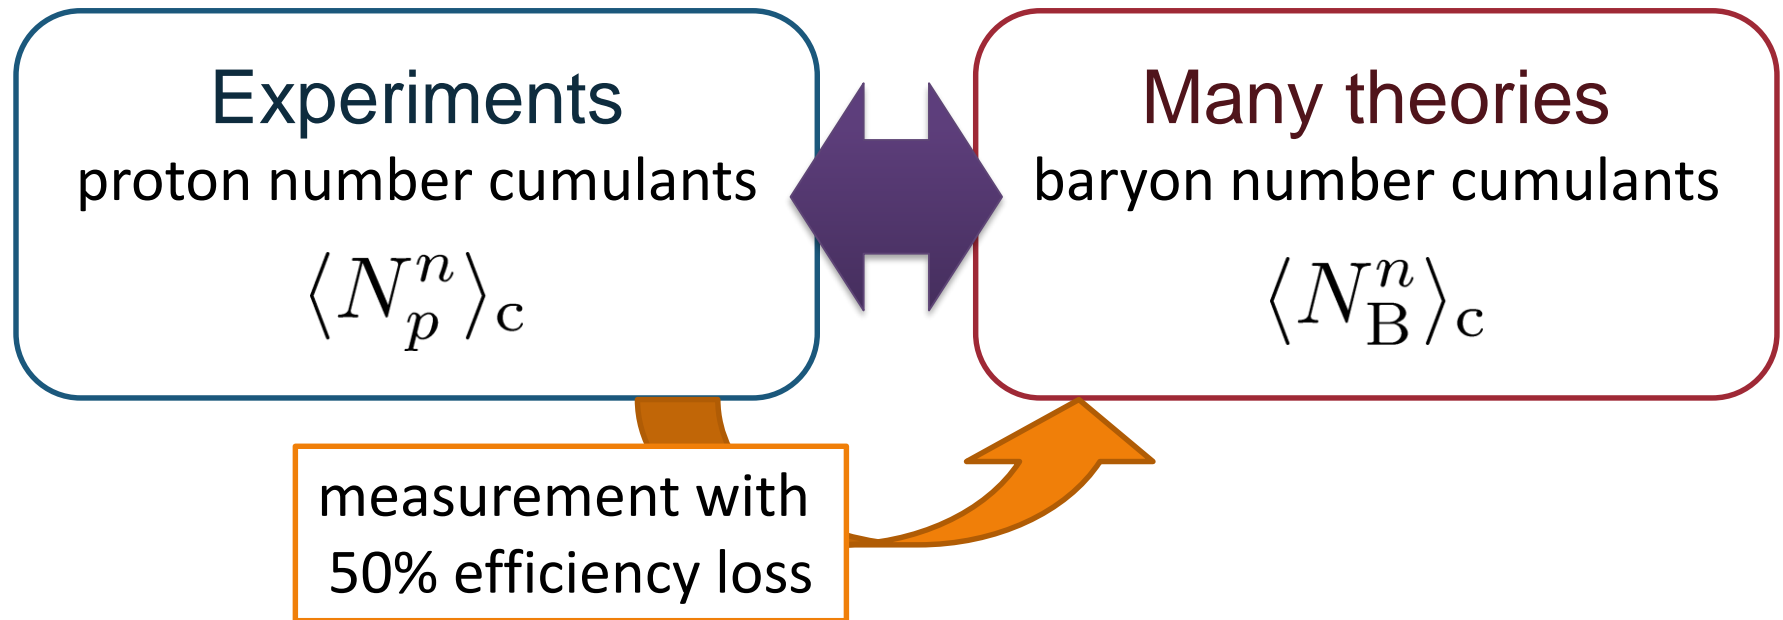 Experiments
proton number cumulants
⟨N_p^n⟩_c
Many theories
baryon number cumulants
⟨N_B^n⟩_c
measurement with
50% efficiency loss